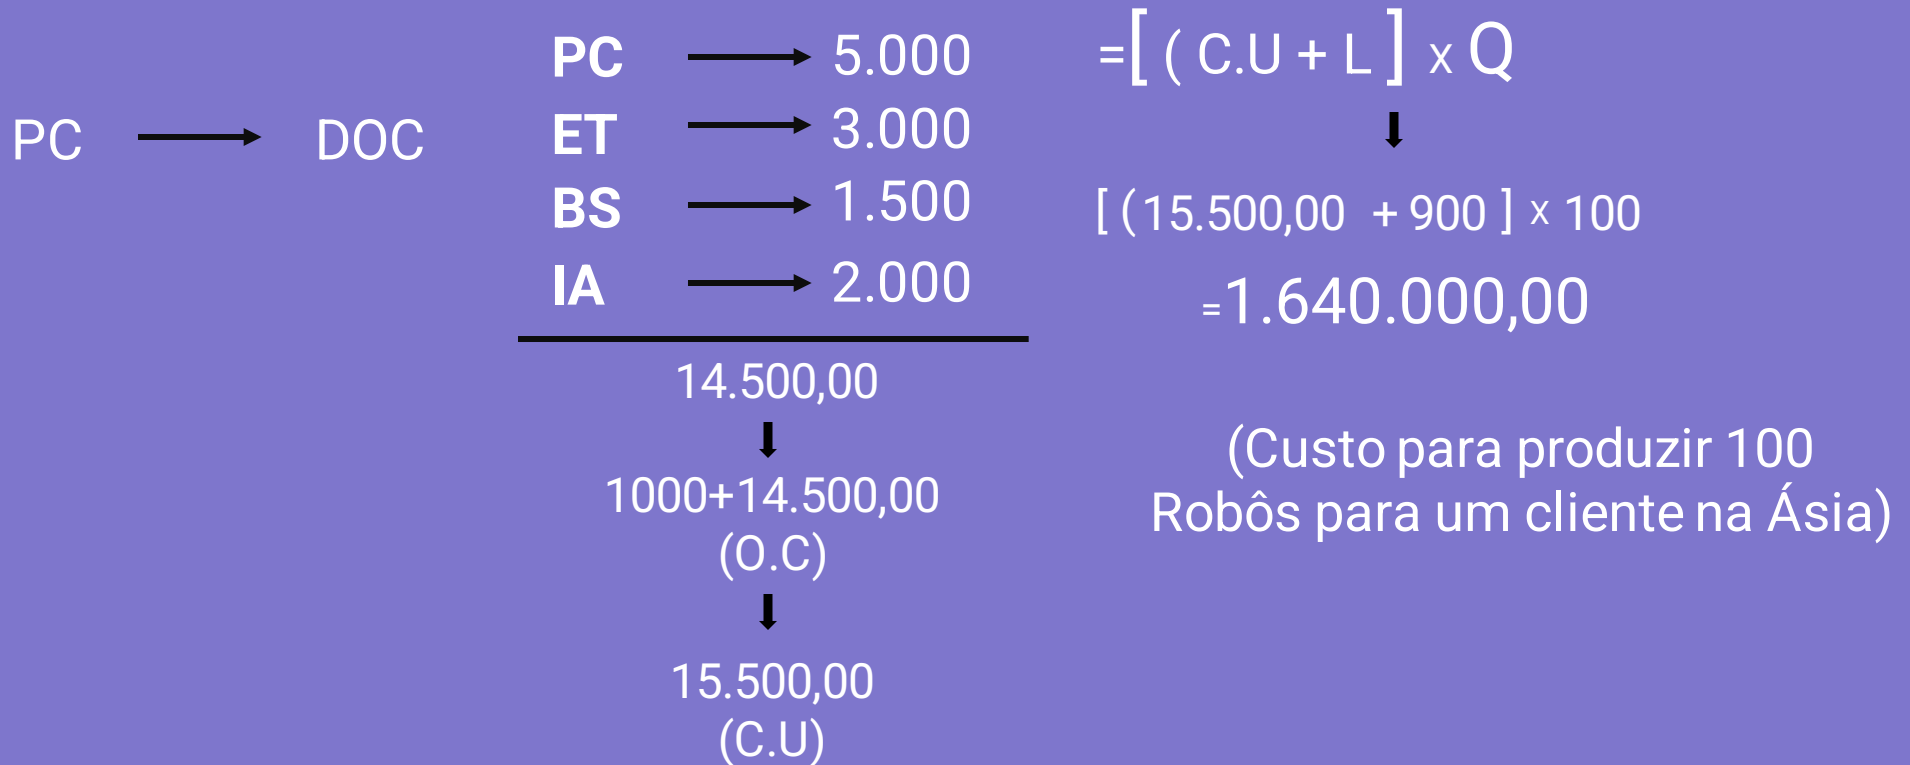 PC → DOC
PC → 5.000
ET → 3.000
BS → 1.500
IA → 2.000
14.500,00
1000+14.500,00
(O.C)
15.500,00
(C.U)
=[ ( C.U + L ] x Q
[ (15.500,00 + 900 ] x 100
=1.640.000,00
(Custo para produzir 100
Robôs para um cliente na Ásia)